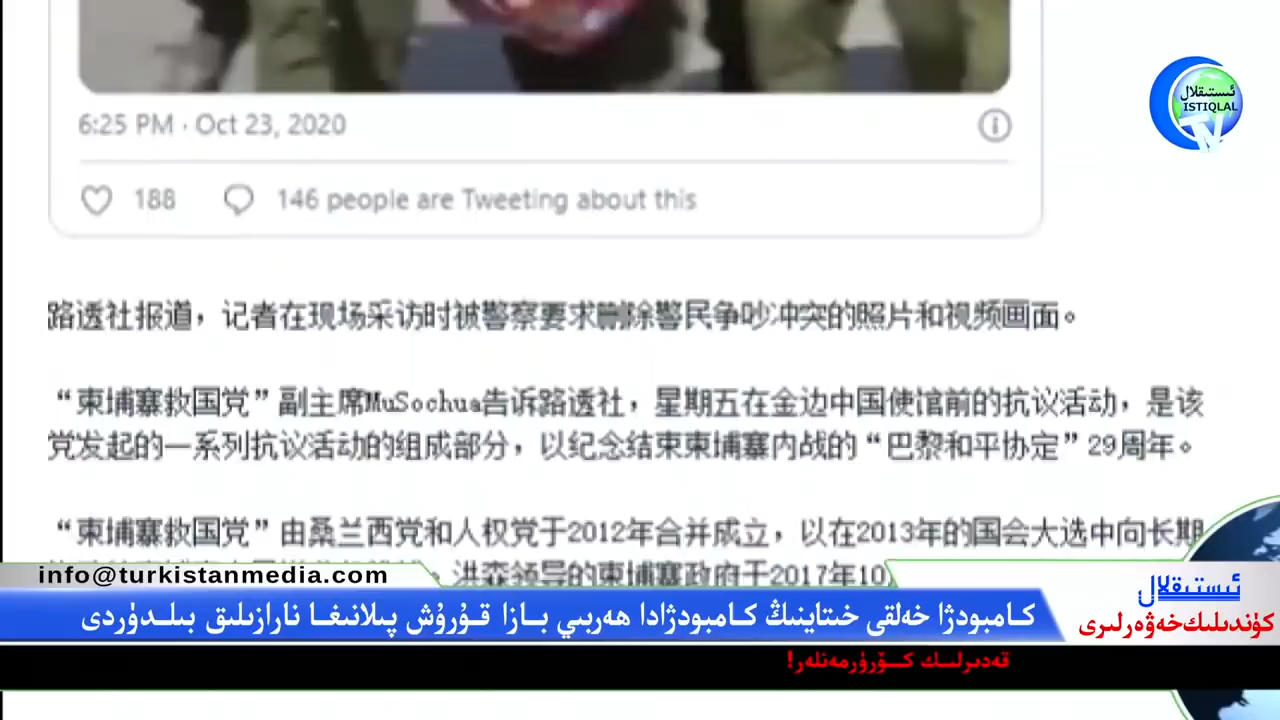 6:25 PM · Oct 23, 2020
188
146 people are Tweeting about this
ئىستىقلال
ISTIQLAL
TV
路透社报道，记者在现场采访时被警察要求删除警民争吵冲突的照片和视频画面。
“柬埔寨救国党”副主席MuSochua告诉路透社，星期五在金边中国使馆前的抗议活动，是该
党发起的一系列抗议活动的组成部分，以纪念结束柬埔寨内战的“巴黎和平协定”29周年。
“柬埔寨救国党”由桑兰西党和人权党于2012年合并成立，以在2013年的国会大选中向长期
洪森领导的柬埔寨政府于2017年10
info@turkistanmedia.com
كامبودژا خەلقى خىتاينىڭ كامبودژادا ھەربىي بازا قۇرۇش پىلانىغا نارازىلىق بىلدۈردى
ئىستىقلال
كۈندىلىك خەۋەرلىرى
قەدىرلىك كۆرۈرمەنلەر!